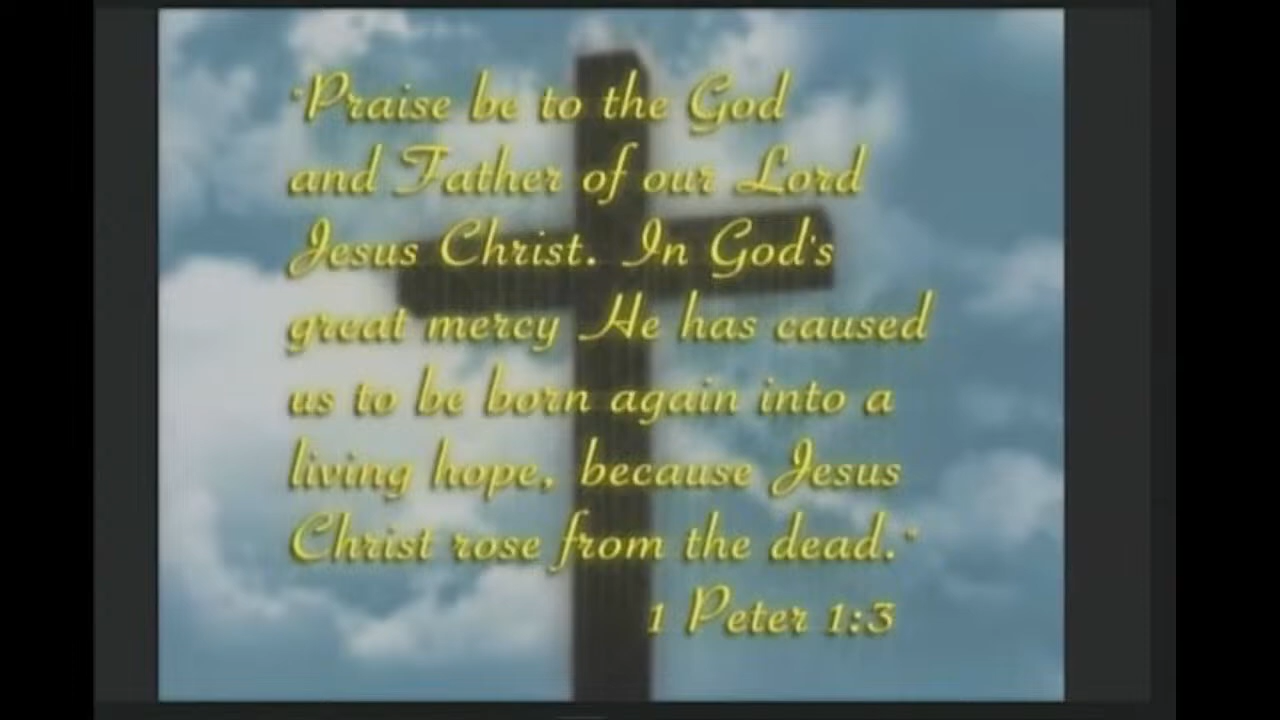 "Praise be to the God
and Father of our Lord
Jesus Christ. In God's
great mercy He has caused
us to be born again into a
living hope, because Jesus
Christ rose from the dead."
1 Peter 1:3